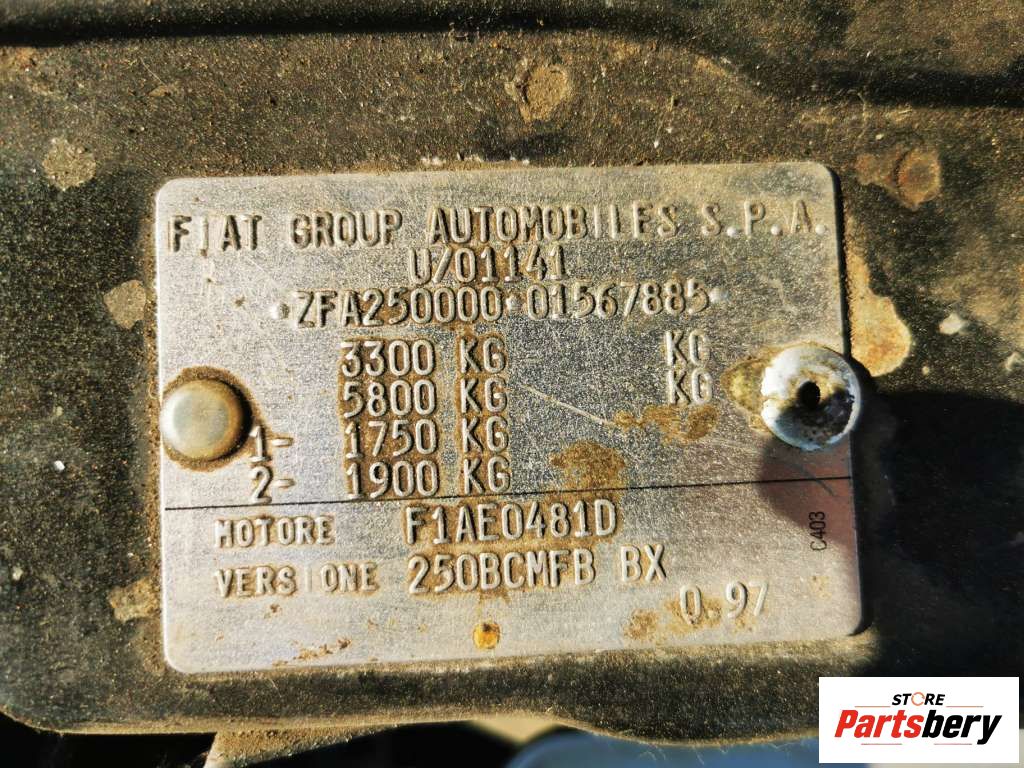 FIAT GROUP AUTOMOBILES S.P.A.
U/01141
·ZFA250000·01567885·
3300 KG KG
5800 KG KG
1- 1750 KG
2- 1900 KG
MOTORE F1AE0481D
VERSIONE 250BCMFB BX
0.97
C403
STORE
Partsbery